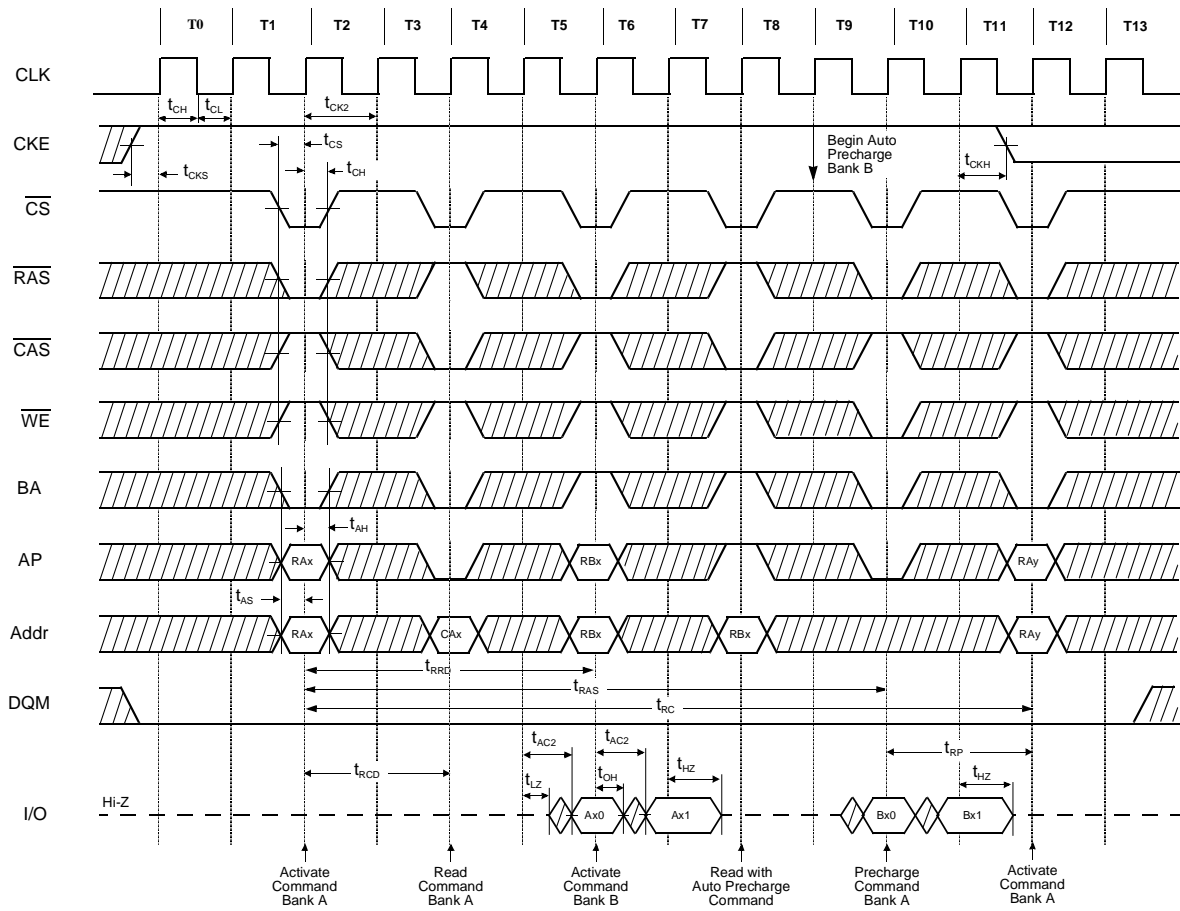 T0 T1 T2 T3 T4 T5 T6 T7 T8 T9 T10 T11 T12 T13
CLK
tCH tCL tCK2
CKE
tCS
Begin Auto
Precharge
Bank B
tCKH
tCKS
tCH
CS
RAS
CAS
WE
BA
tAH
AP
RAx RBx RAy
tAS
Addr
RAx CAx RBx RBx RAy
tRRD
tRAS
DQM
tRC
tAC2 tAC2 tRP
tRCD tLZ tOH tHZ tHZ
Hi-Z
I/O
Ax0 Ax1 Bx0 Bx1
Activate
Command
Bank A
Read
Command
Bank A
Activate
Command
Bank B
Read with
Auto Precharge
Command
Precharge
Command
Bank A
Activate
Command
Bank A